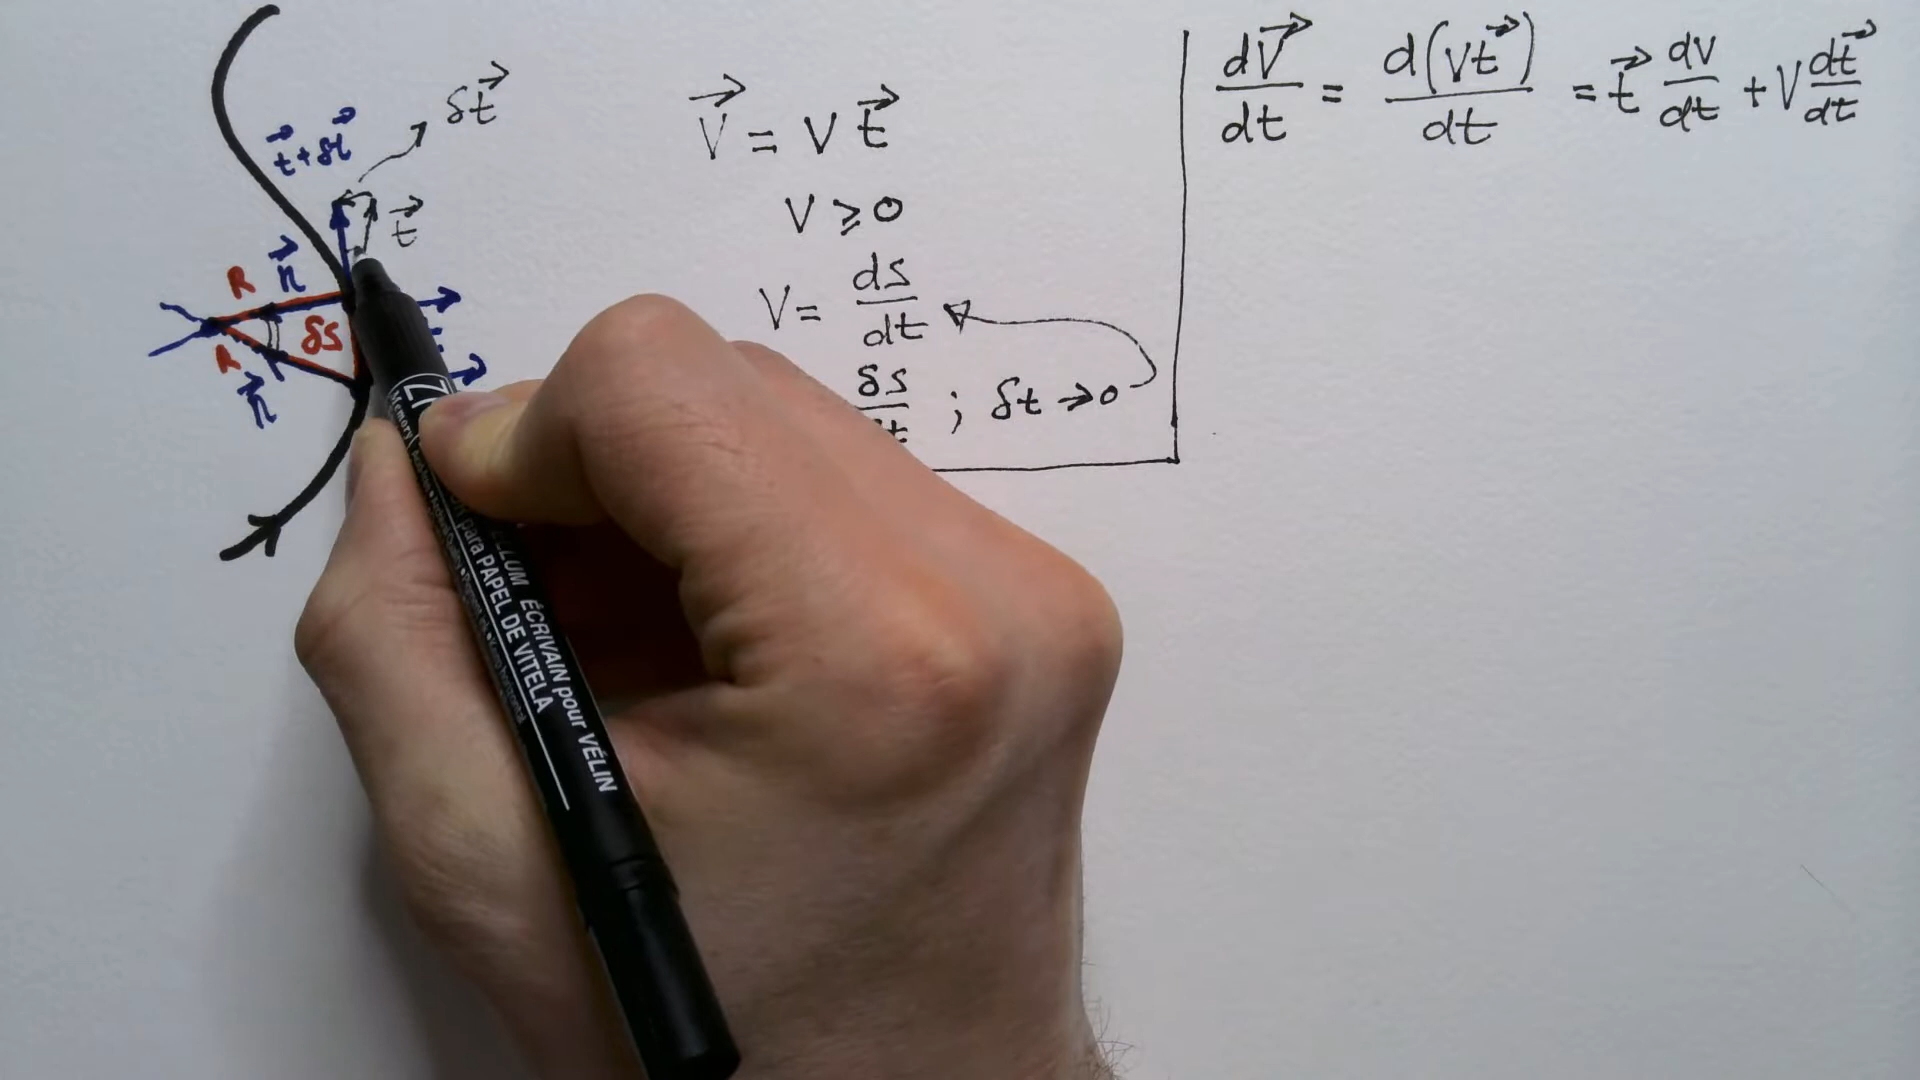 δt⃗
t⃗+δt⃗
t⃗
n⃗
R
δs
R
n⃗
V⃗ = V t⃗
V ⩾ 0
V = ds/dt
δs/t ; δt → 0
dV⃗/dt = d(Vt⃗)/dt = t⃗ dv/dt + V dt⃗/dt
ÉCRIVAIN pour VÉLIN
para PAPEL DE VITELA